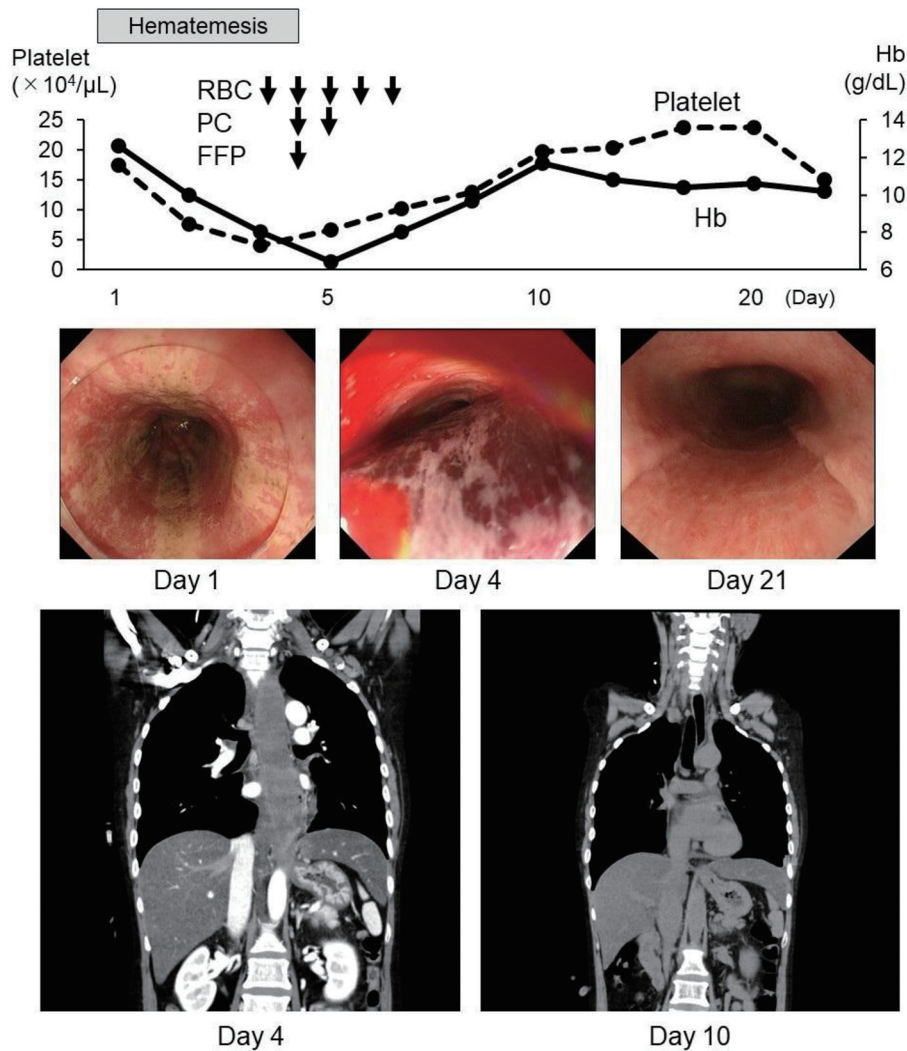 Hematemesis
Platelet
(×10⁴/μL)
Hb
(g/dL)
RBC
PC
FFP
Platelet
Hb
25
20
15
10
5
0
14
12
10
8
6
1 5 10 20 (Day)
Day 1 Day 4 Day 21
Day 4 Day 10